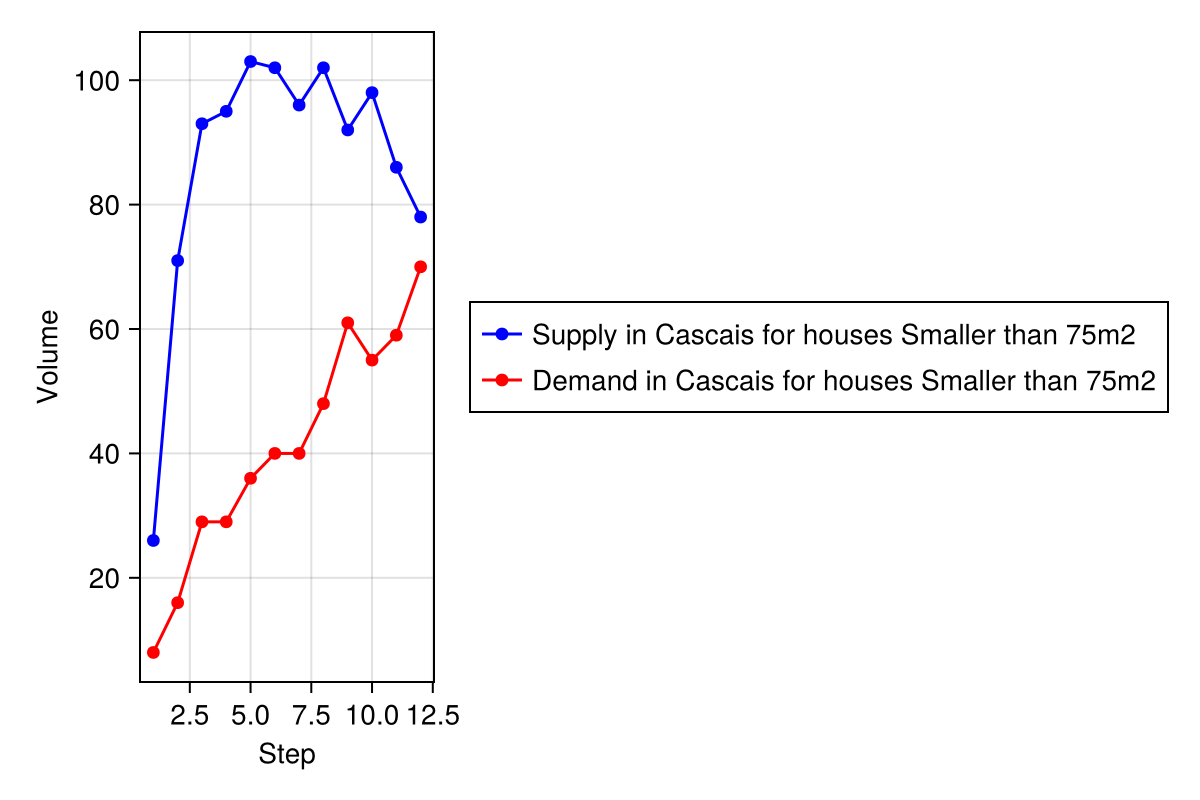 100
80
60
40
20
Volume
2.5 5.0 7.5 10.0 12.5
Step
Supply in Cascais for houses Smaller than 75m2
Demand in Cascais for houses Smaller than 75m2